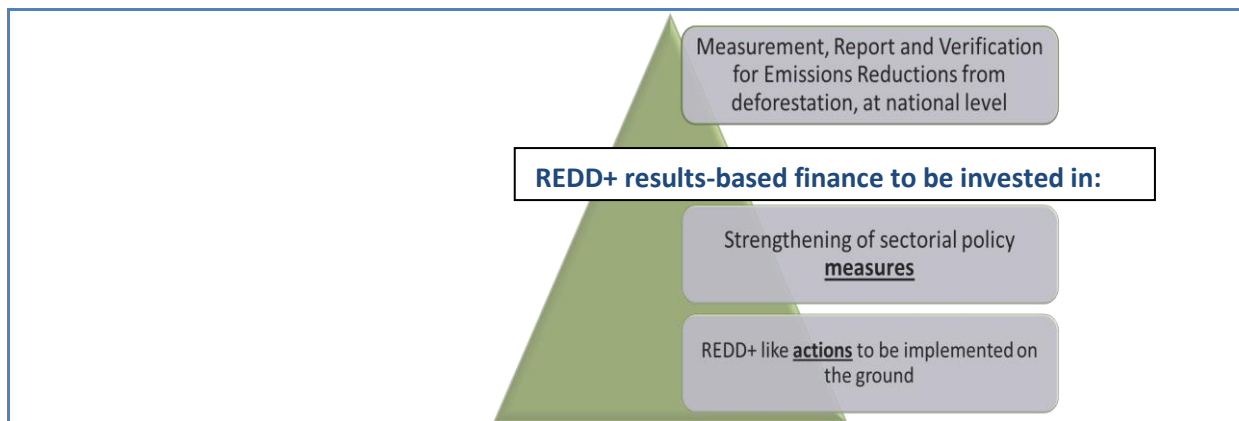 Measurement, Report and Verification
for Emissions Reductions from
deforestation, at national level
REDD+ results-based finance to be invested in:
Strengthening of sectorial policy
measures
REDD+ like actions to be implemented on
the ground